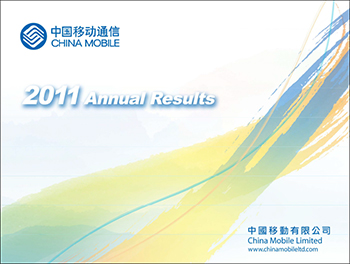 中国移动通信
CHINA MOBILE
2011 Annual Results
中國移動有限公司
China Mobile Limited
www.chinamobileltd.com